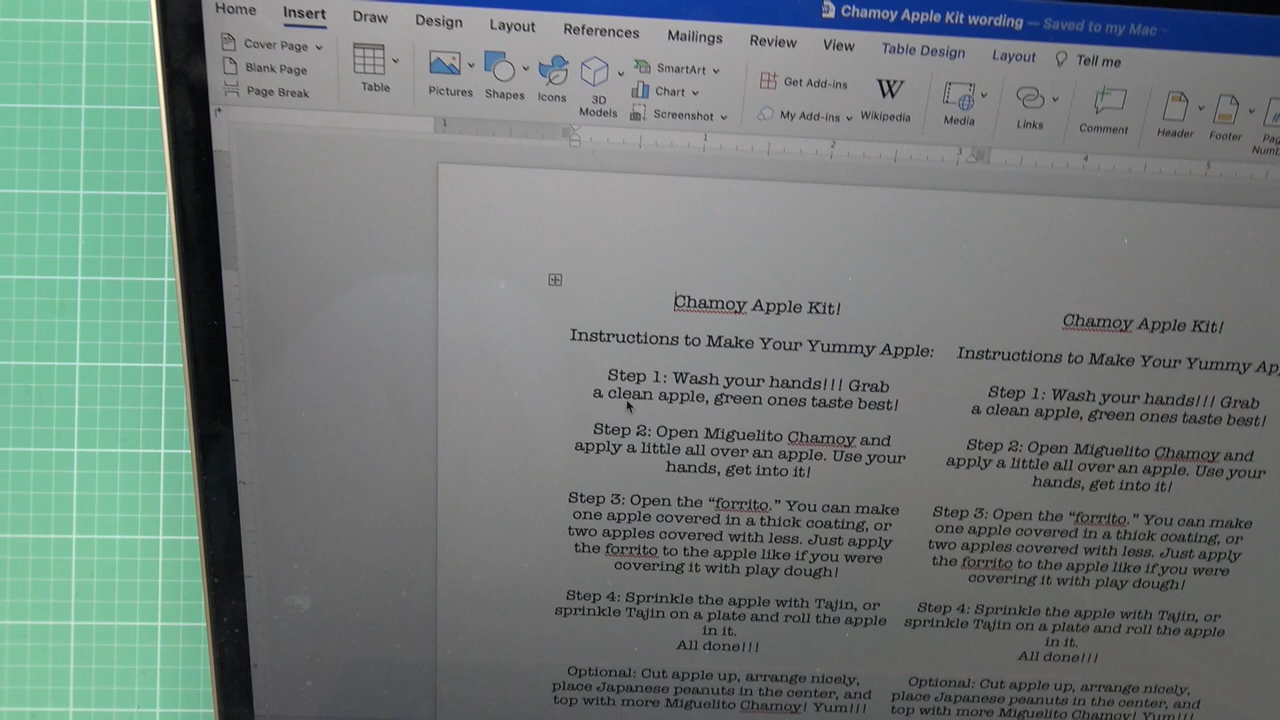 Chamoy Apple Kit wording — Saved to my Mac
Home Insert Draw Design Layout References Mailings Review View Table Design Layout Tell me
Cover Page
Blank Page
Page Break
Table
Pictures
Shapes
Icons
3D
Models
SmartArt
Chart
Screenshot
Get Add-ins
My Add-ins
W
Wikipedia
Media
Links
Comment
Header
Footer
1 1 2 3 4 5
Chamoy Apple Kit!
Instructions to Make Your Yummy Apple:
Step 1: Wash your hands!!! Grab
a clean apple, green ones taste best!
Step 2: Open Miguelito Chamoy and
apply a little all over an apple. Use your
hands, get into it!
Step 3: Open the “forrito.” You can make
one apple covered in a thick coating, or
two apples covered with less. Just apply
the forrito to the apple like if you were
covering it with play dough!
Step 4: Sprinkle the apple with Tajin, or
sprinkle Tajin on a plate and roll the apple
in it.
All done!!!
Optional: Cut apple up, arrange nicely,
place Japanese peanuts in the center, and
top with more Miguelito Chamoy! Yum!!!
Chamoy Apple Kit!
Instructions to Make Your Yummy Ap
Step 1: Wash your hands!!! Grab
a clean apple, green ones taste best!
Step 2: Open Miguelito Chamoy and
apply a little all over an apple. Use your
hands, get into it!
Step 3: Open the “forrito.” You can make
one apple covered in a thick coating, or
two apples covered with less. Just apply
the forrito to the apple like if you were
covering it with play dough!
Step 4: Sprinkle the apple with Tajin, or
sprinkle Tajin on a plate and roll the apple
in it.
All done!!!
Optional: Cut apple up, arrange nicely,
place Japanese peanuts in the center, and
top with more Miguelito Chamoy! Yum!!!